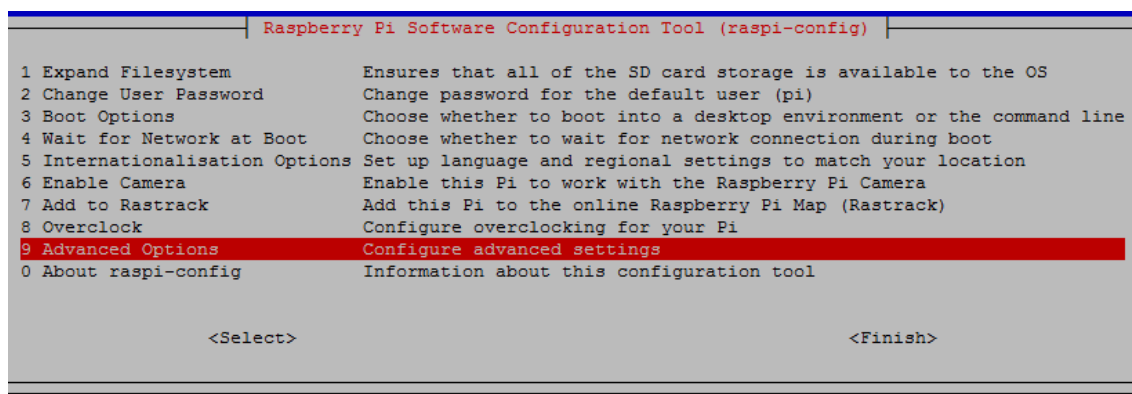 Raspberry Pi Software Configuration Tool (raspi-config)
1 Expand Filesystem Ensures that all of the SD card storage is available to the OS
2 Change User Password Change password for the default user (pi)
3 Boot Options Choose whether to boot into a desktop environment or the command line
4 Wait for Network at Boot Choose whether to wait for network connection during boot
5 Internationalisation Options Set up language and regional settings to match your location
6 Enable Camera Enable this Pi to work with the Raspberry Pi Camera
7 Add to Rastrack Add this Pi to the online Raspberry Pi Map (Rastrack)
8 Overclock Configure overclocking for your Pi
9 Advanced Options Configure advanced settings
0 About raspi-config Information about this configuration tool
<Select> <Finish>